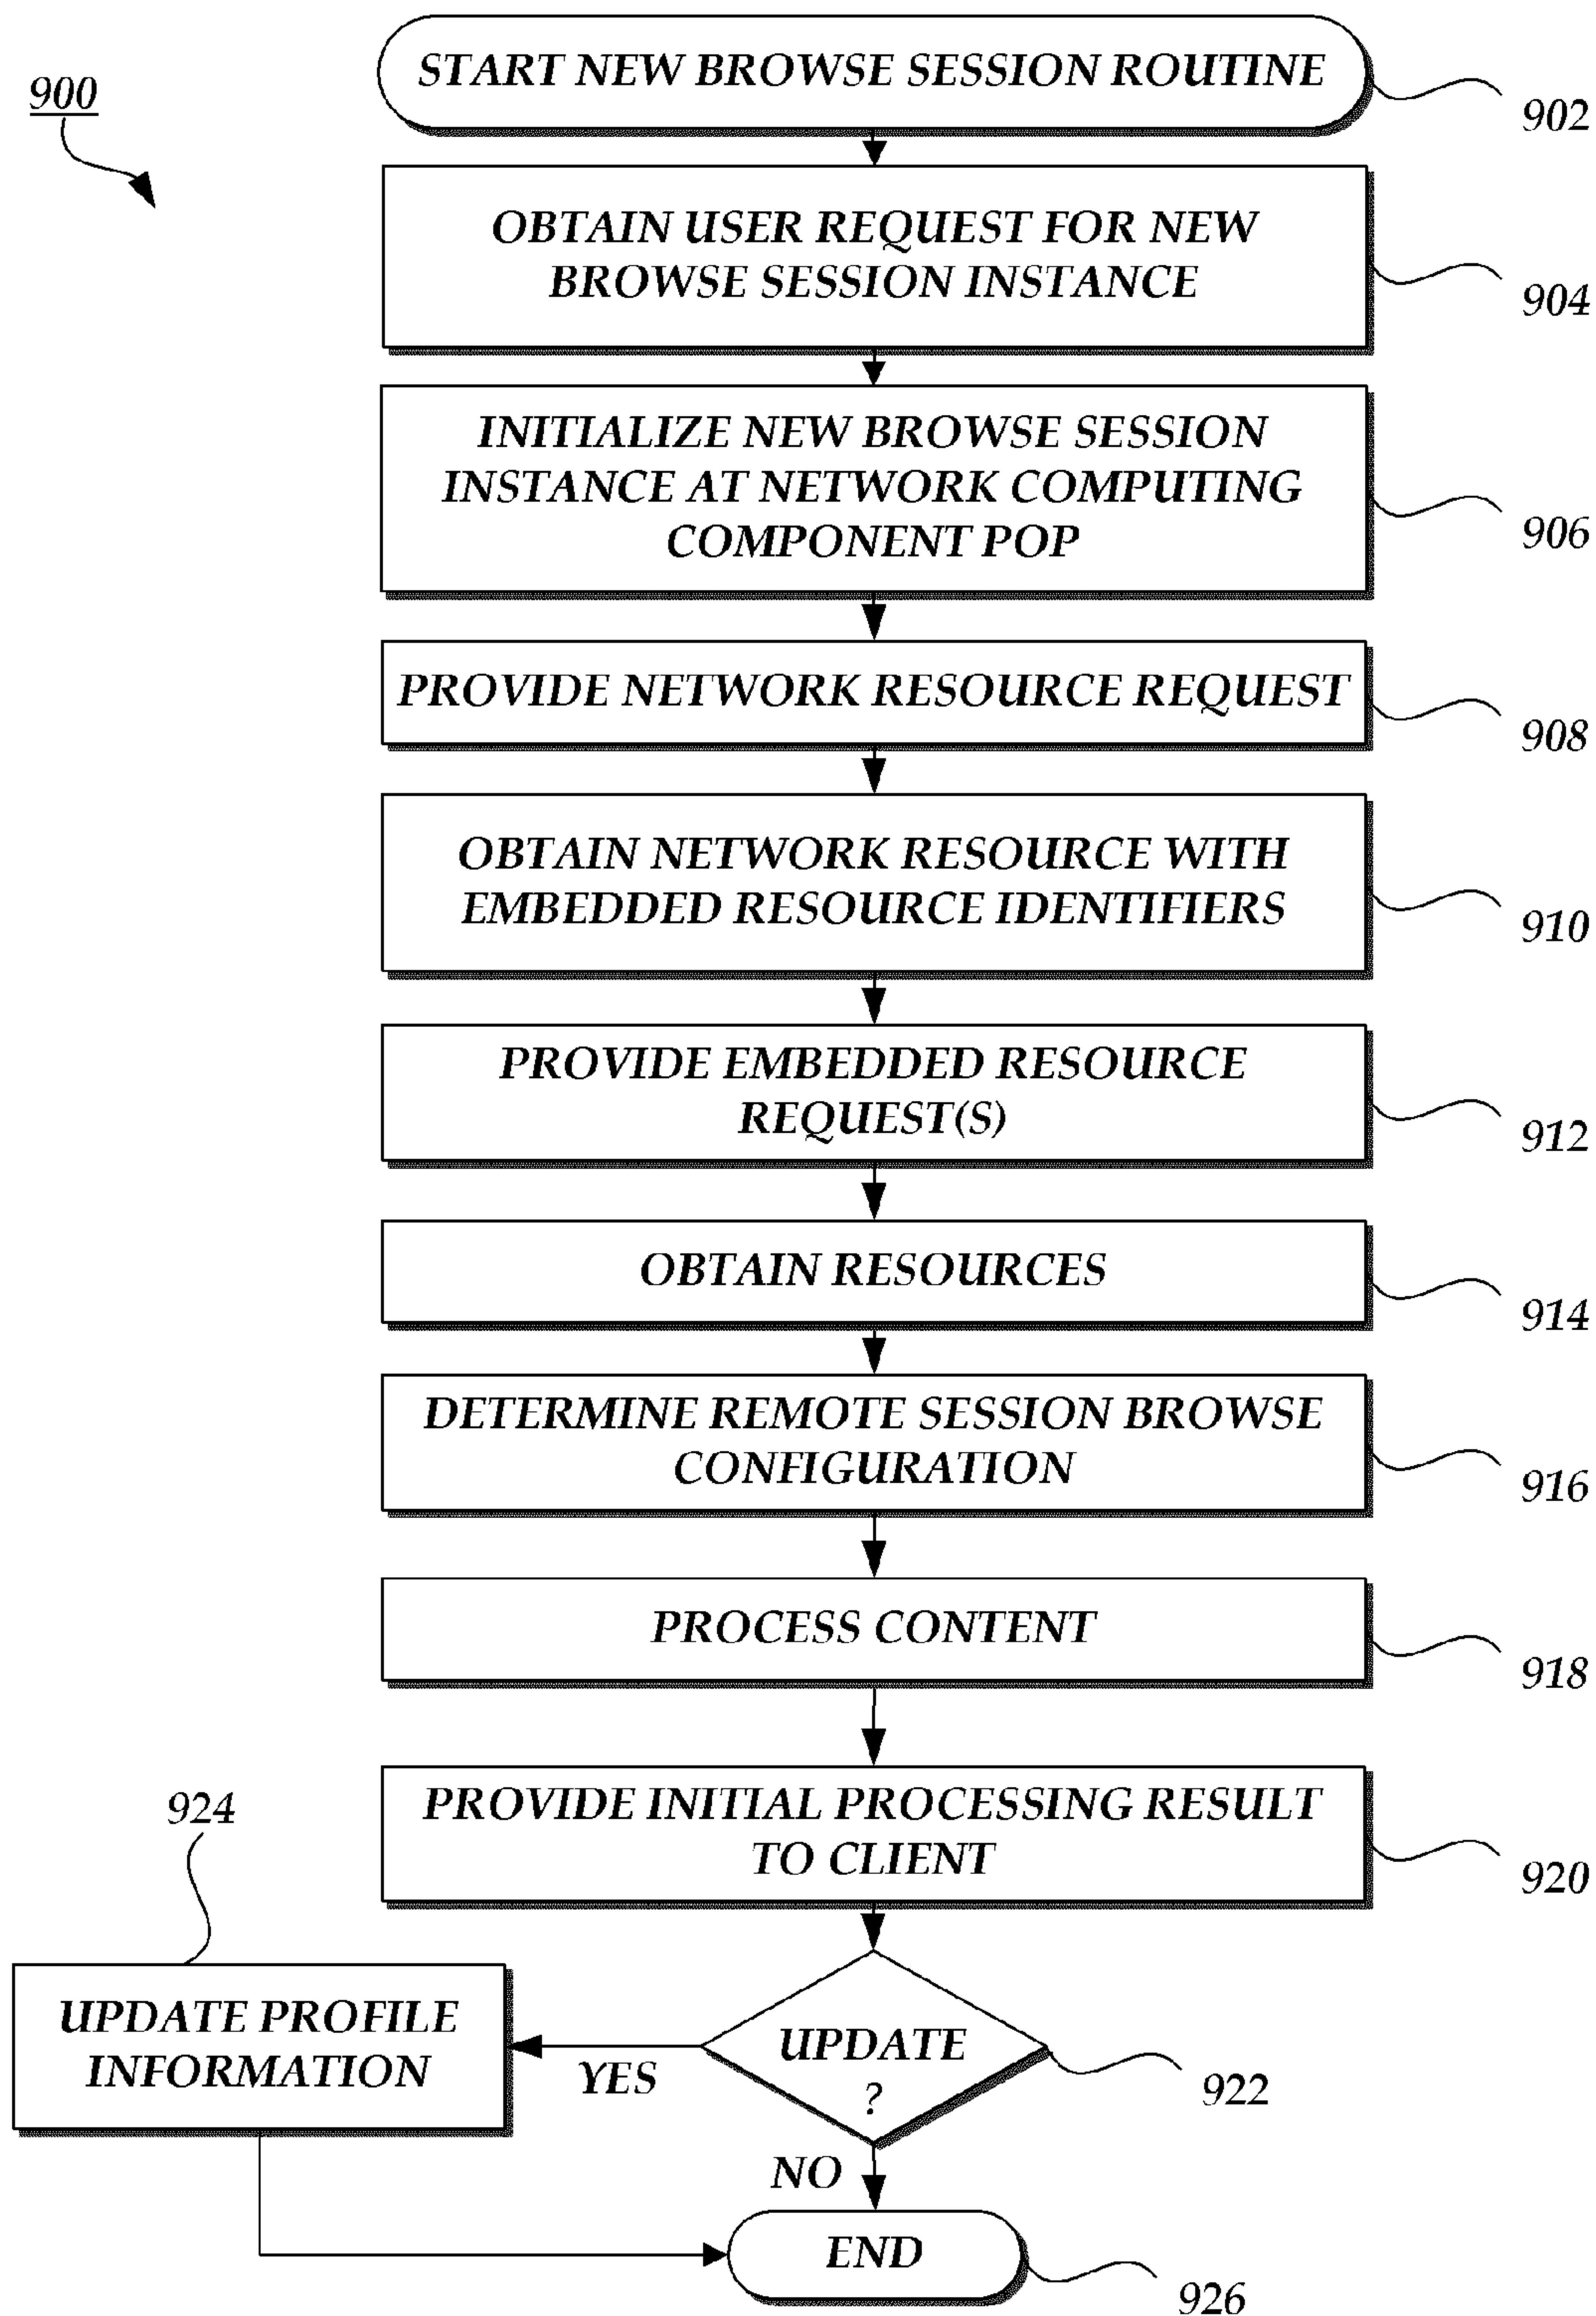 900
START NEW BROWSE SESSION ROUTINE
902
OBTAIN USER REQUEST FOR NEW
BROWSE SESSION INSTANCE
904
INITIALIZE NEW BROWSE SESSION
INSTANCE AT NETWORK COMPUTING
COMPONENT POP
906
PROVIDE NETWORK RESOURCE REQUEST
908
OBTAIN NETWORK RESOURCE WITH
EMBEDDED RESOURCE IDENTIFIERS
910
PROVIDE EMBEDDED RESOURCE
REQUEST(S)
912
OBTAIN RESOURCES
914
DETERMINE REMOTE SESSION BROWSE
CONFIGURATION
916
PROCESS CONTENT
918
PROVIDE INITIAL PROCESSING RESULT
TO CLIENT
920
924
UPDATE PROFILE
INFORMATION
YES
UPDATE
?
922
NO
END
926